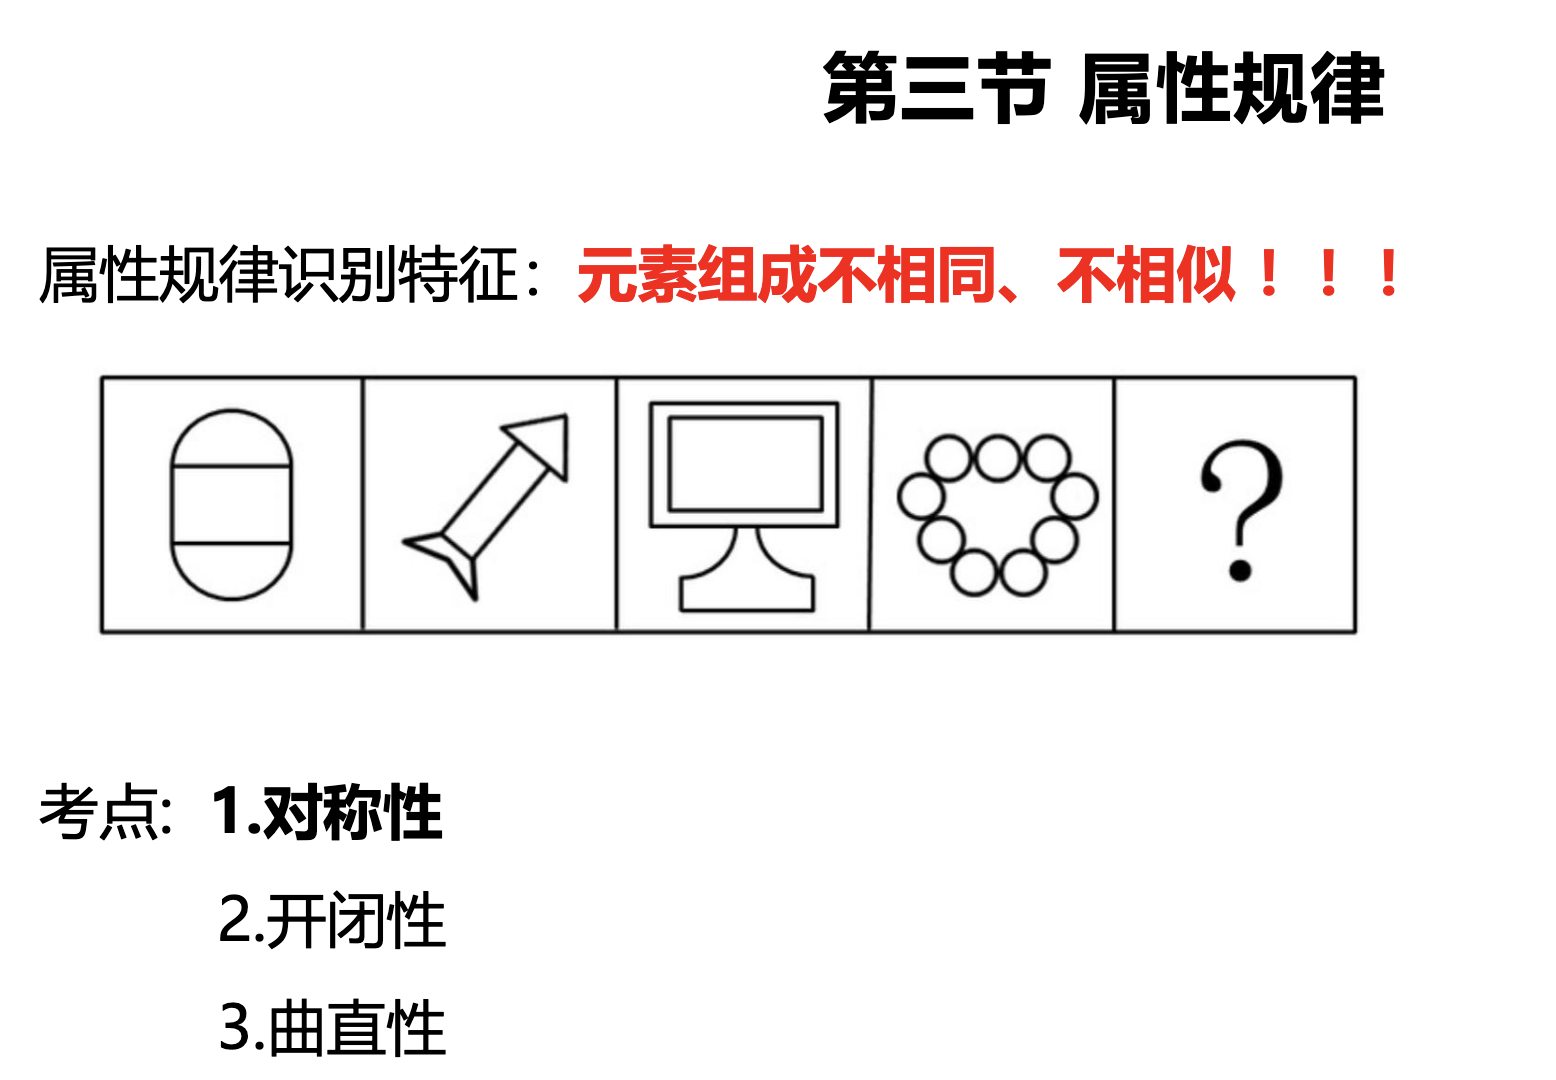 第三节 属性规律
属性规律识别特征：元素组成不相同、不相似！！！
?
考点: 1.对称性
2.开闭性
3.曲直性